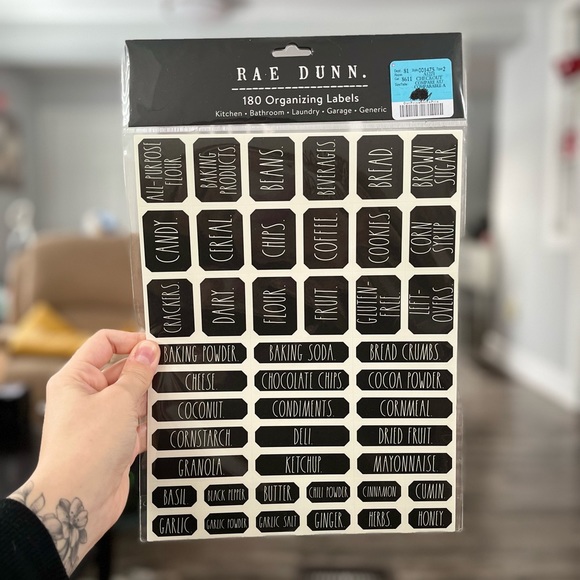 RAE DUNN.
180 Organizing Labels
Kitchen • Bathroom • Laundry • Garage • Generic
ALL-PURPOSE
FLOUR
BAKING
PRODUCTS
BEANS.
BEVERAGES
BREAD.
BROWN
SUGAR
CANDY.
CEREAL.
CHIPS.
COFFEE.
COOKIES.
CORN
SYRUP
CRACKERS
DAIRY.
FLOUR.
FRUIT.
GLUTEN-
FREE
LEFT-
OVERS.
BAKING POWDER BAKING SODA. BREAD CRUMBS.
CHEESE. CHOCOLATE CHIPS COCOA POWDER.
COCONUT. CONDIMENTS CORNMEAL.
CORNSTARCH. DELI. DRIED FRUIT.
GRANOLA. KETCHUP. MAYONNAISE.
BASIL BLACK PEPPER BUTTER CHILI POWDER CINNAMON CUMIN
GARLIC GARLIC POWDER GARLIC SALT GINGER HERBS HONEY